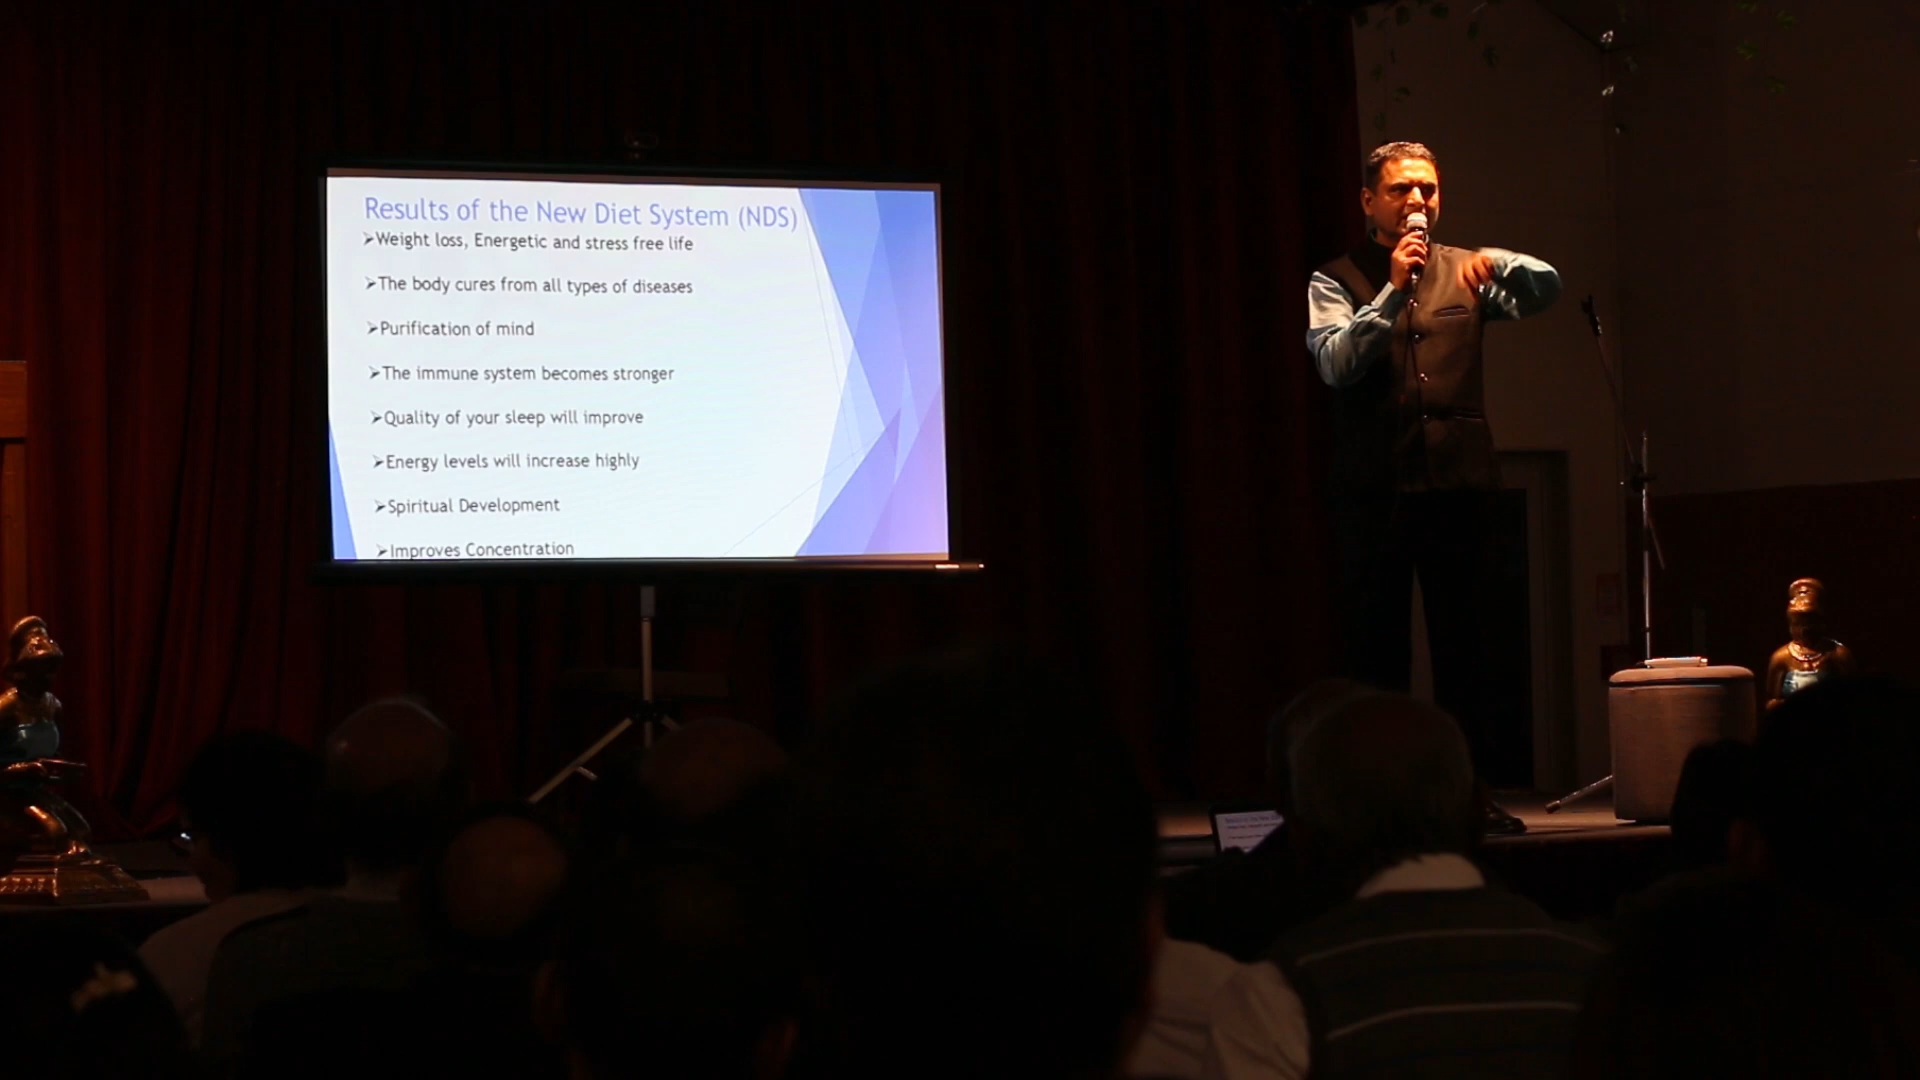 Results of the New Diet System (NDS)
➢Weight loss, Energetic and stress free life
➢The body cures from all types of diseases
➢Purification of mind
➢The immune system becomes stronger
➢Quality of your sleep will improve
➢Energy levels will increase highly
➢Spiritual Development
➢Improves Concentration